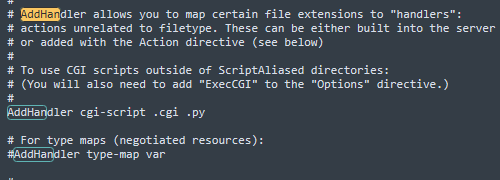 #
# AddHandler allows you to map certain file extensions to "handlers":
# actions unrelated to filetype. These can be either built into the server
# or added with the Action directive (see below)
#
# To use CGI scripts outside of ScriptAliased directories:
# (You will also need to add "ExecCGI" to the "Options" directive.)
#
AddHandler cgi-script .cgi .py

# For type maps (negotiated resources):
#AddHandler type-map var

#